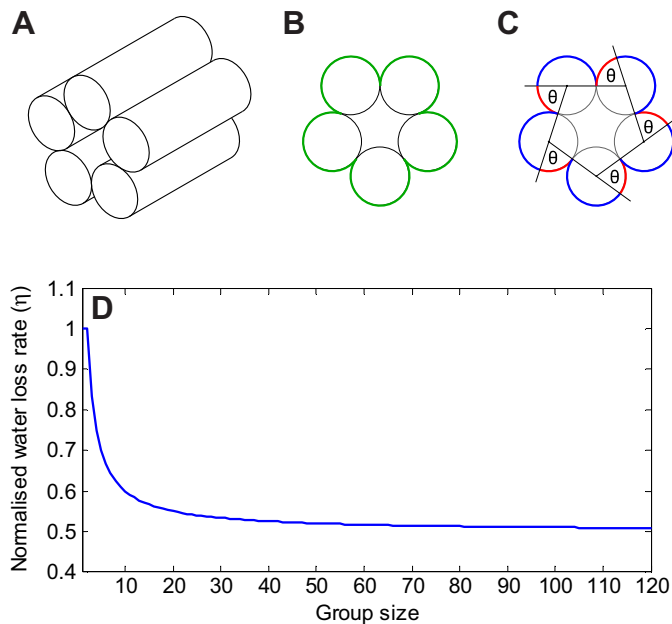 A
B
C
θ
θ
θ
θ
θ
D
Normalised water loss rate (η)
1.1
1
0.9
0.8
0.7
0.6
0.5
0.4
10 20 30 40 50 60 70 80 90 100 110 120
Group size